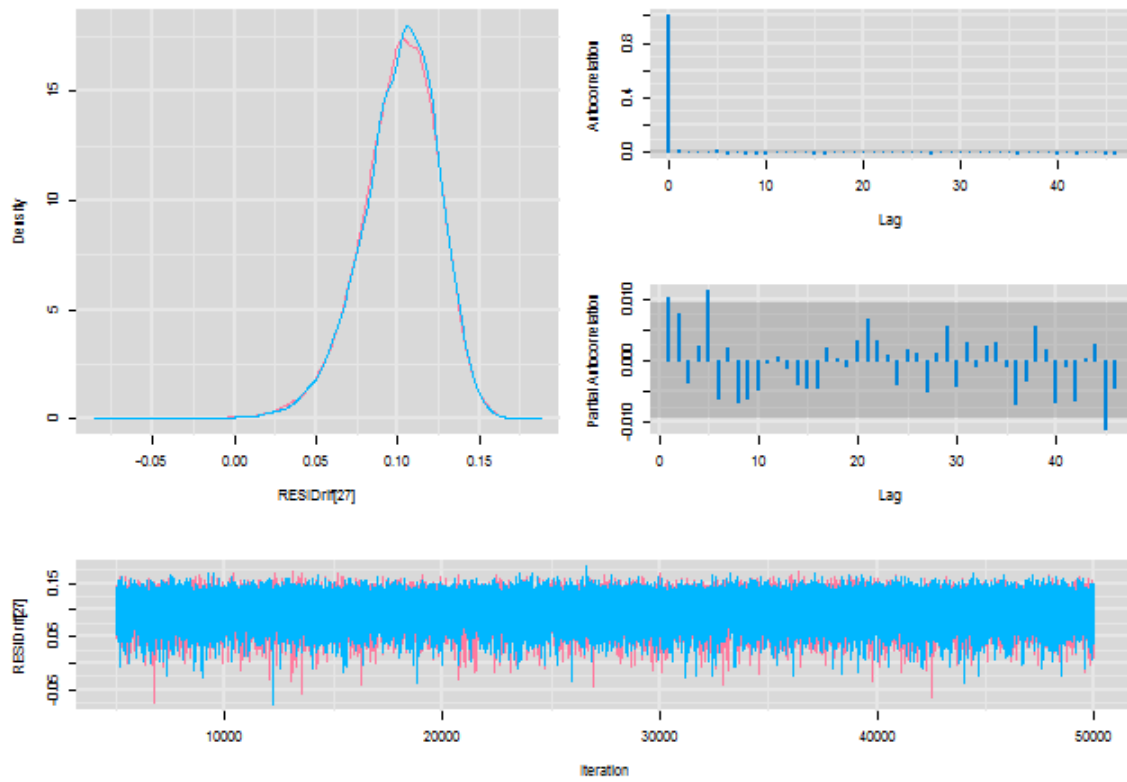 Density
15
10
5
0
-0.05 0.00 0.05 0.10 0.15
RESIDrif[27]
Autocorrelation
0.8
0.4
0.0
0 10 20 30 40
Lag
Partial Autocorrelation
0.010
0.000
-0.010
0 10 20 30 40
Lag
RESIDrif[27]
0.15
0.05
-0.05
10000 20000 30000 40000 50000
Iteration